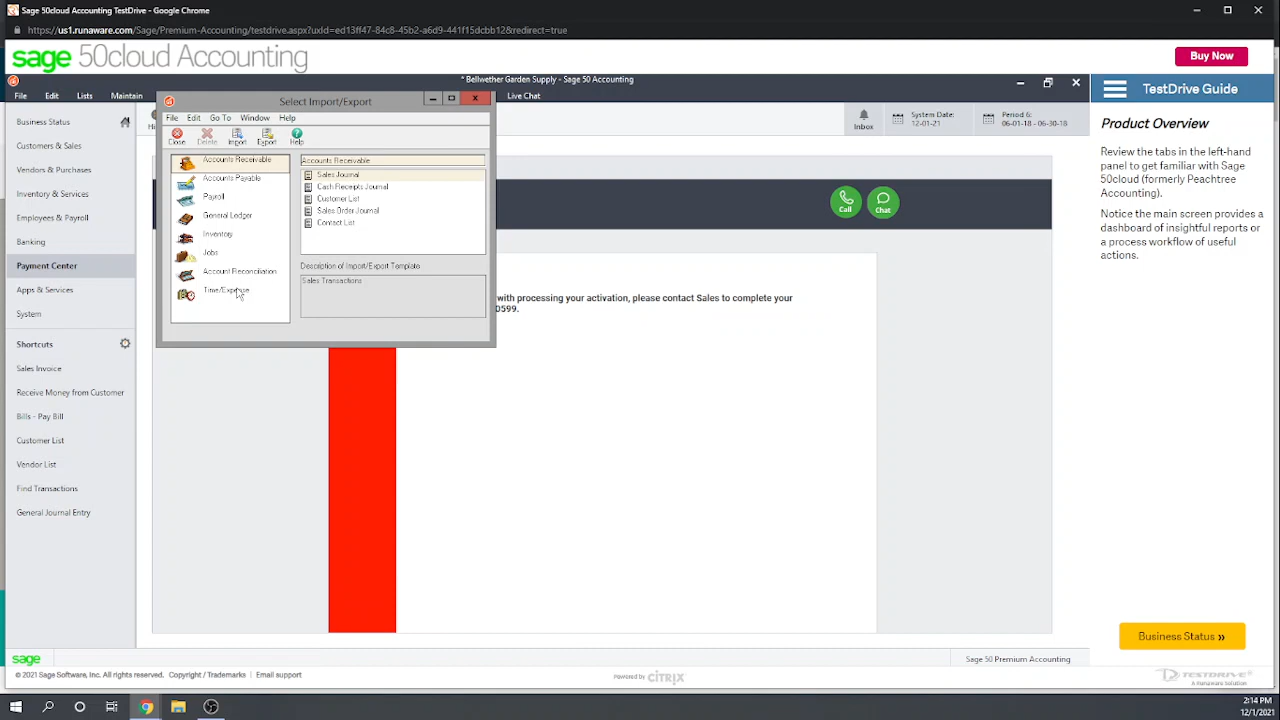 Sage 50cloud Accounting TestDrive - Google Chrome
https://us1.runaware.com/Sage/Premium-Accounting/testdrive.aspx?uxId=ed13ff47-84c8-45b2-a6d9-441f15dcbb12&redirect=true
sage 50cloud Accounting
Buy Now
* Bellwether Garden Supply - Sage 50 Accounting
File Edit Lists Maintain
Live Chat
Select Import/Export
File Edit Go To Window Help
Close Delete Import Export Help
Accounts Receivable
Accounts Payable
Payroll
General Ledger
Inventory
Jobs
Account Reconciliation
Time/Expense
Accounts Receivable
Sales Journal
Cash Receipts Journal
Customer List
Sales Order Journal
Contact List
Description of Import/Export Template
Sales Transactions
Business Status
Customers & Sales
Vendors & Purchases
Inventory & Services
Employees & Payroll
Banking
Payment Center
Apps & Services
System
Shortcuts
Sales Invoice
Receive Money from Customer
Bills - Pay Bill
Customer List
Vendor List
Find Transactions
General Journal Entry
Inbox
System Date:
12-01-21
Period 6:
06-01-18 - 06-30-18
Call
Chat
with processing your activation, please contact Sales to complete your
0599.
TestDrive Guide
Product Overview
Review the tabs in the left-hand
panel to get familiar with Sage
50cloud (formerly Peachtree
Accounting).
Notice the main screen provides a
dashboard of insightful reports or
a process workflow of useful
actions.
Business Status »
sage
Sage 50 Premium Accounting
© 2021 Sage Software, Inc. All rights reserved. Copyright / Trademarks | Email support
Powered by CITRIX
TESTDRIVE
A Runaware Solution
2:14 PM
12/1/2021